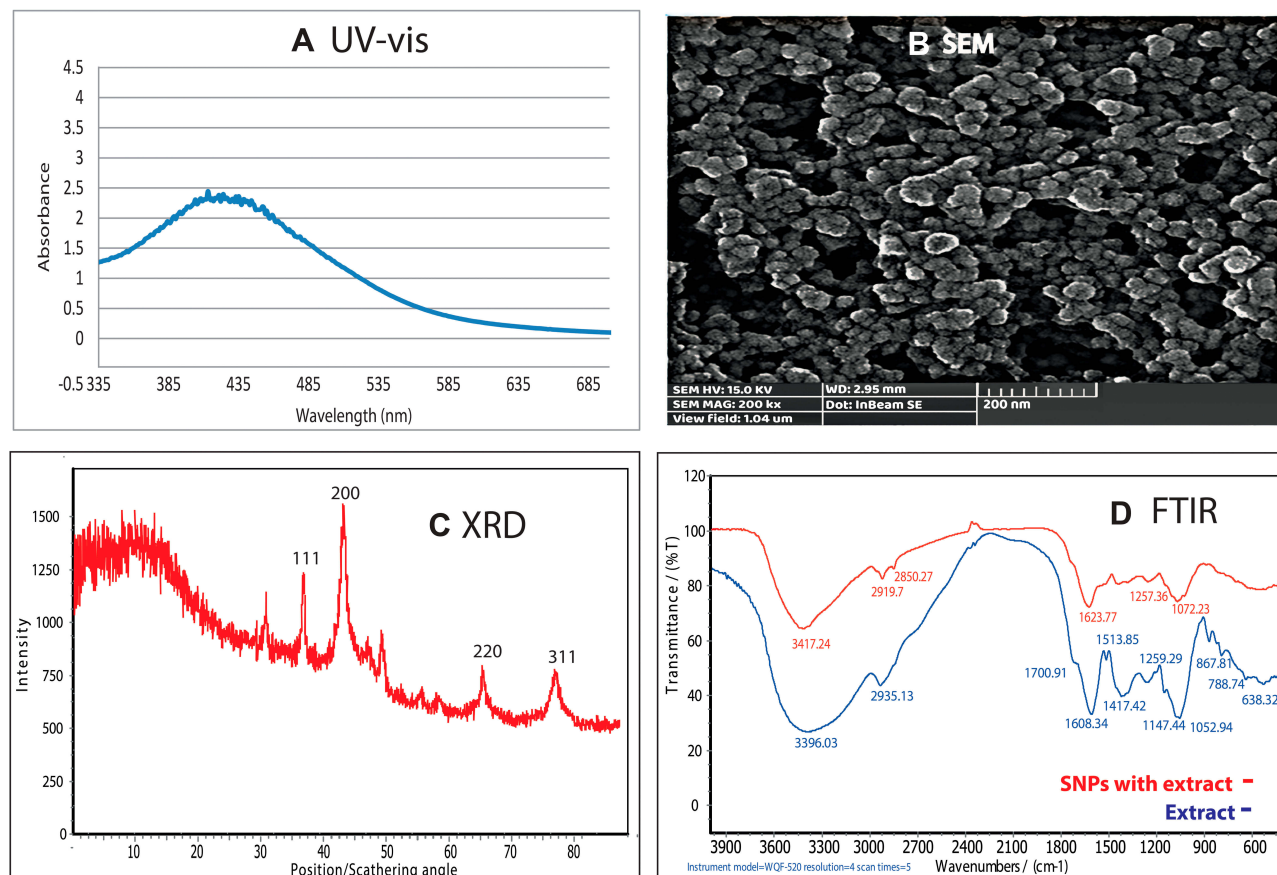 A UV-vis
4.5
4
3.5
3
2.5
2
1.5
1
0.5
0
-0.5
Absorbance
335 385 435 485 535 585 635 685
Wavelength (nm)
B SEM
SEM HV: 15.0 KV
WD: 2.95 mm
SEM MAG: 200 kx
Dot: InBeam SE
200 nm
View field: 1.04 um
C XRD
1500
1250
1000
750
500
250
0
Intensity
111
200
220
311
10 20 30 40 50 60 70 80
Position/Scathering angle
D FTIR
120
100
80
60
40
20
0
Transmittance / (%T)
3417.24
2919.7
2850.27
1623.77
1257.36
1072.23
3396.03
2935.13
1700.91
1608.34
1513.85
1417.42
1259.29
1147.44
1052.94
867.81
788.74
638.32
SNPs with extract
Extract
3900 3600 3300 3000 2700 2400 2100 1800 1500 1200 900 600
Instrument model=WQF-520 resolution=4 scan times=5
Wavenumbers / (cm-1)